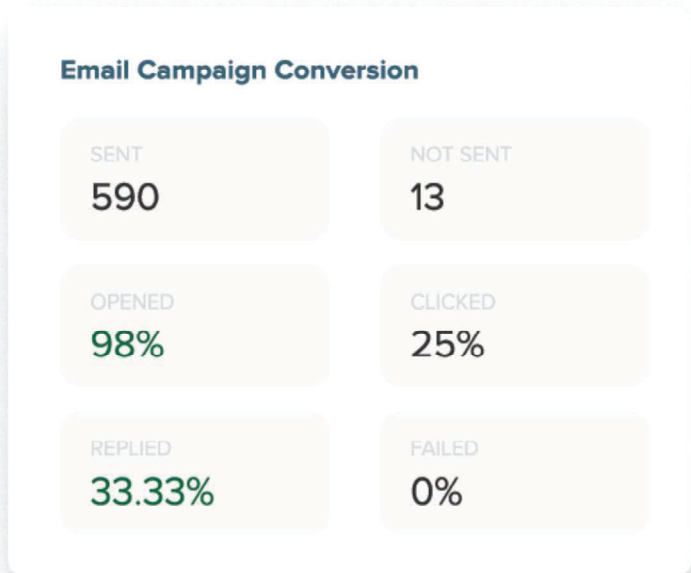 Email Campaign Conversion
SENT
590
NOT SENT
13
OPENED
98%
CLICKED
25%
REPLIED
33.33%
FAILED
0%